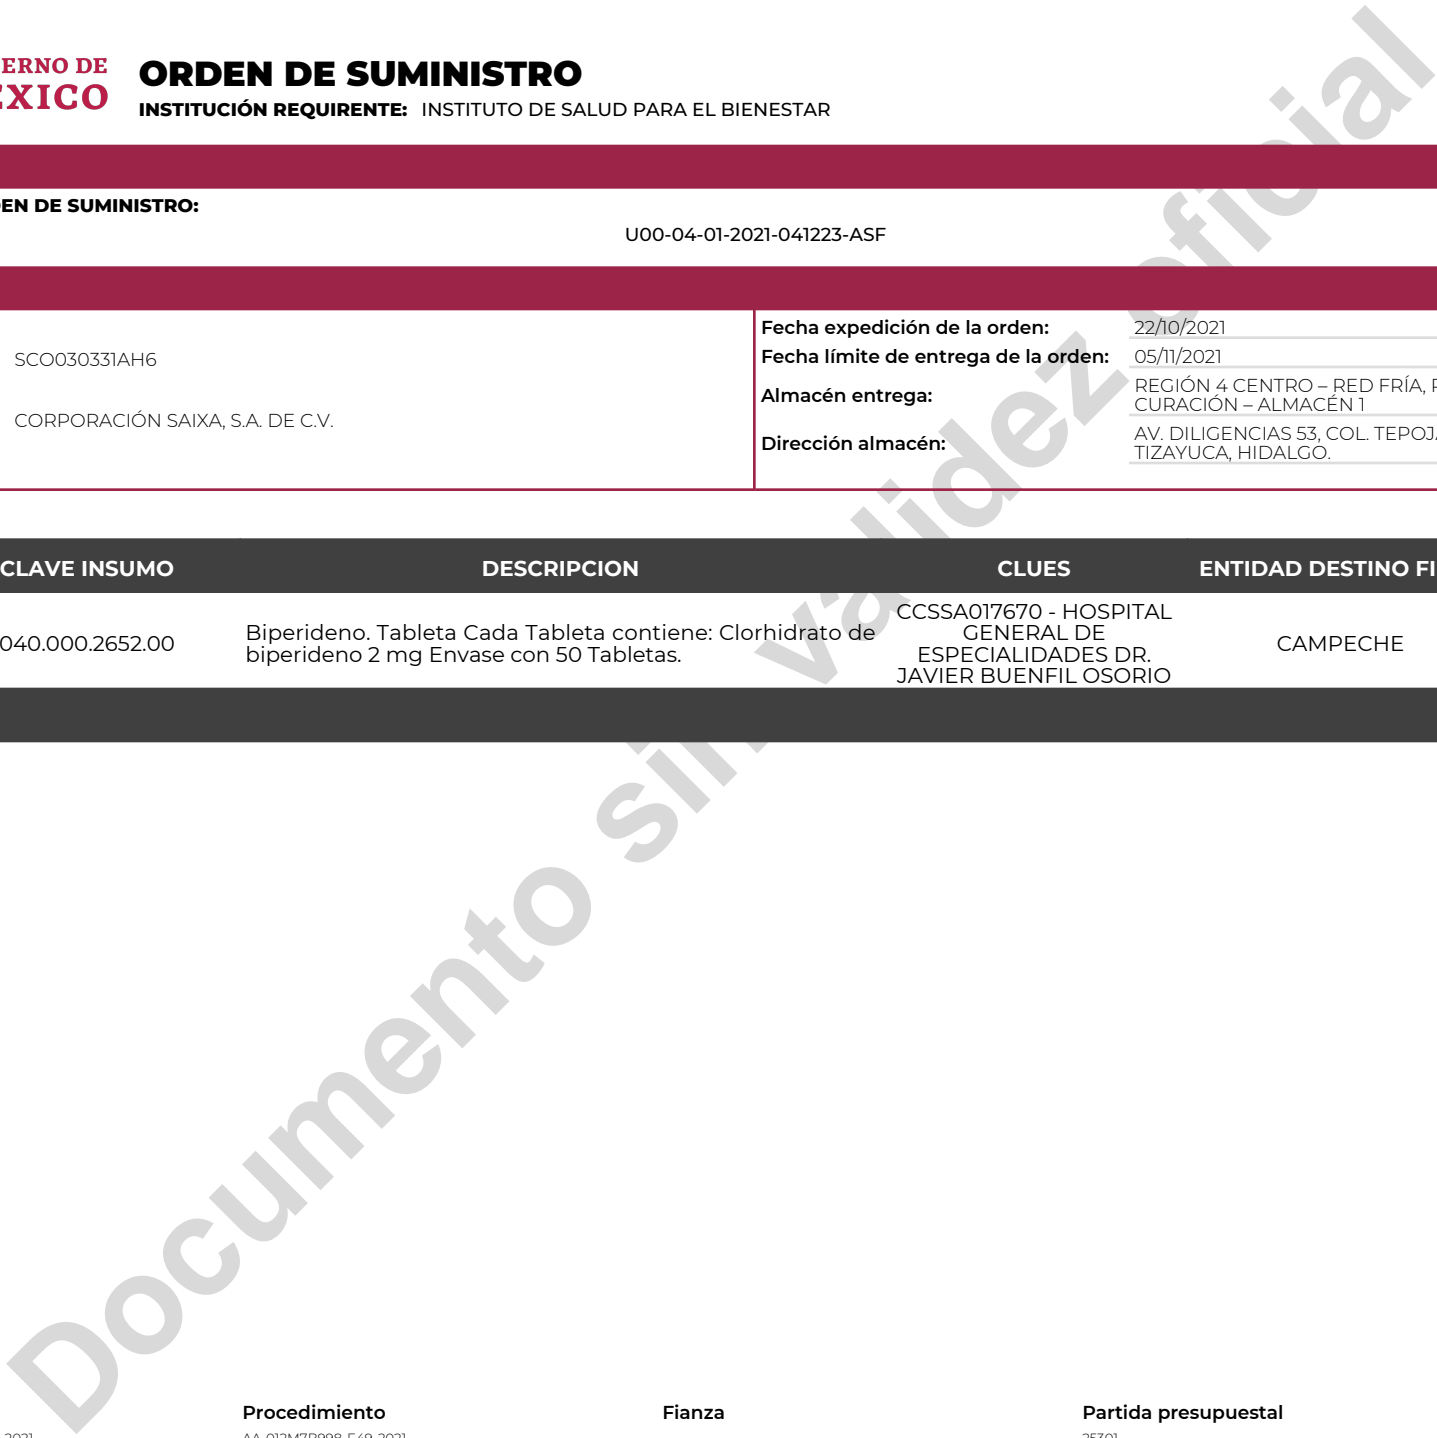 ERNO DE
ÉXICO
ORDEN DE SUMINISTRO
INSTITUCIÓN REQUIRENTE: INSTITUTO DE SALUD PARA EL BIENESTAR
EN DE SUMINISTRO:
U00-04-01-2021-041223-ASF
SCO030331AH6
CORPORACIÓN SAIXA, S.A. DE C.V.
Fecha expedición de la orden: 22/10/2021
Fecha límite de entrega de la orden: 05/11/2021
Almacén entrega: REGIÓN 4 CENTRO – RED FRÍA,
CURACIÓN – ALMACÉN 1
Dirección almacén: AV. DILIGENCIAS 53, COL. TEPOJA
TIZAYUCA, HIDALGO.
CLAVE INSUMO DESCRIPCION CLUES ENTIDAD DESTINO FI
040.000.2652.00
Biperideno. Tableta Cada Tableta contiene: Clorhidrato de
biperideno 2 mg Envase con 50 Tabletas.
CCSSA017670 - HOSPITAL
GENERAL DE
ESPECIALIDADES DR.
JAVIER BUENFIL OSORIO
CAMPECHE
Documento sin validez oficial
Procedimiento Fianza Partida presupuestal